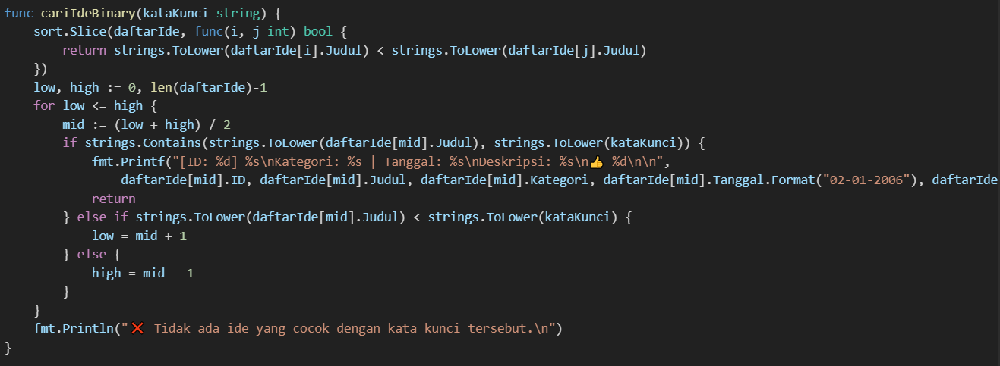 func cariIdeBinary(kataKunci string) {
    sort.Slice(daftarIde, func(i, j int) bool {
        return strings.ToLower(daftarIde[i].Judul) < strings.ToLower(daftarIde[j].Judul)
    })
    low, high := 0, len(daftarIde)-1
    for low <= high {
        mid := (low + high) / 2
        if strings.Contains(strings.ToLower(daftarIde[mid].Judul), strings.ToLower(kataKunci)) {
            fmt.Printf("[ID: %d] %s\nKategori: %s | Tanggal: %s\nDeskripsi: %s\n👍 %d\n\n",
                daftarIde[mid].ID, daftarIde[mid].Judul, daftarIde[mid].Kategori, daftarIde[mid].Tanggal.Format("02-01-2006"), daftarIde
            return
        } else if strings.ToLower(daftarIde[mid].Judul) < strings.ToLower(kataKunci) {
            low = mid + 1
        } else {
            high = mid - 1
        }
    }
    fmt.Println("❌ Tidak ada ide yang cocok dengan kata kunci tersebut.\n")
}